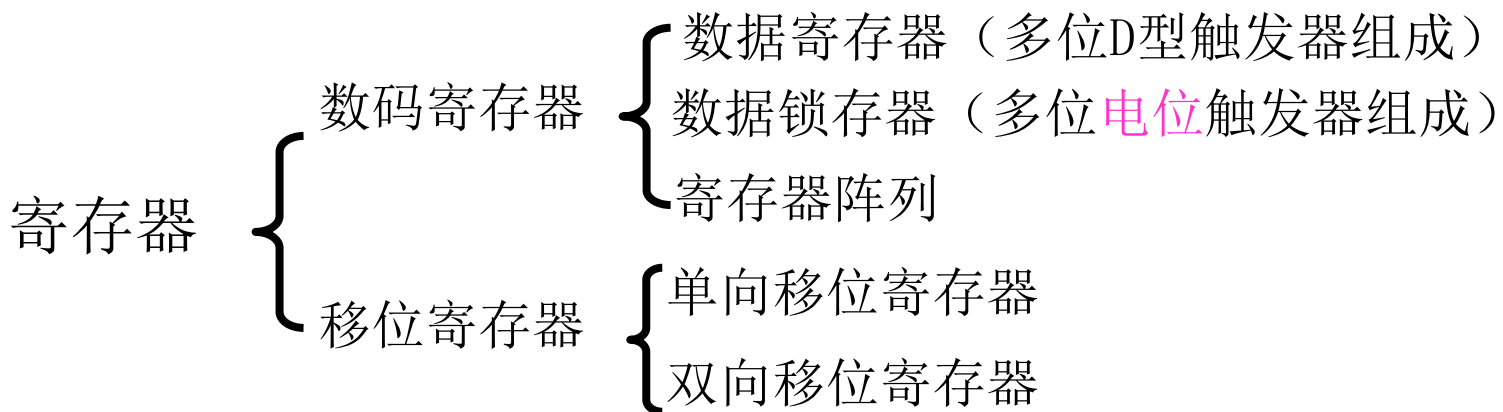 寄存器
数码寄存器
数据寄存器（多位D型触发器组成）
数据锁存器（多位电位触发器组成）
寄存器阵列
移位寄存器
单向移位寄存器
双向移位寄存器